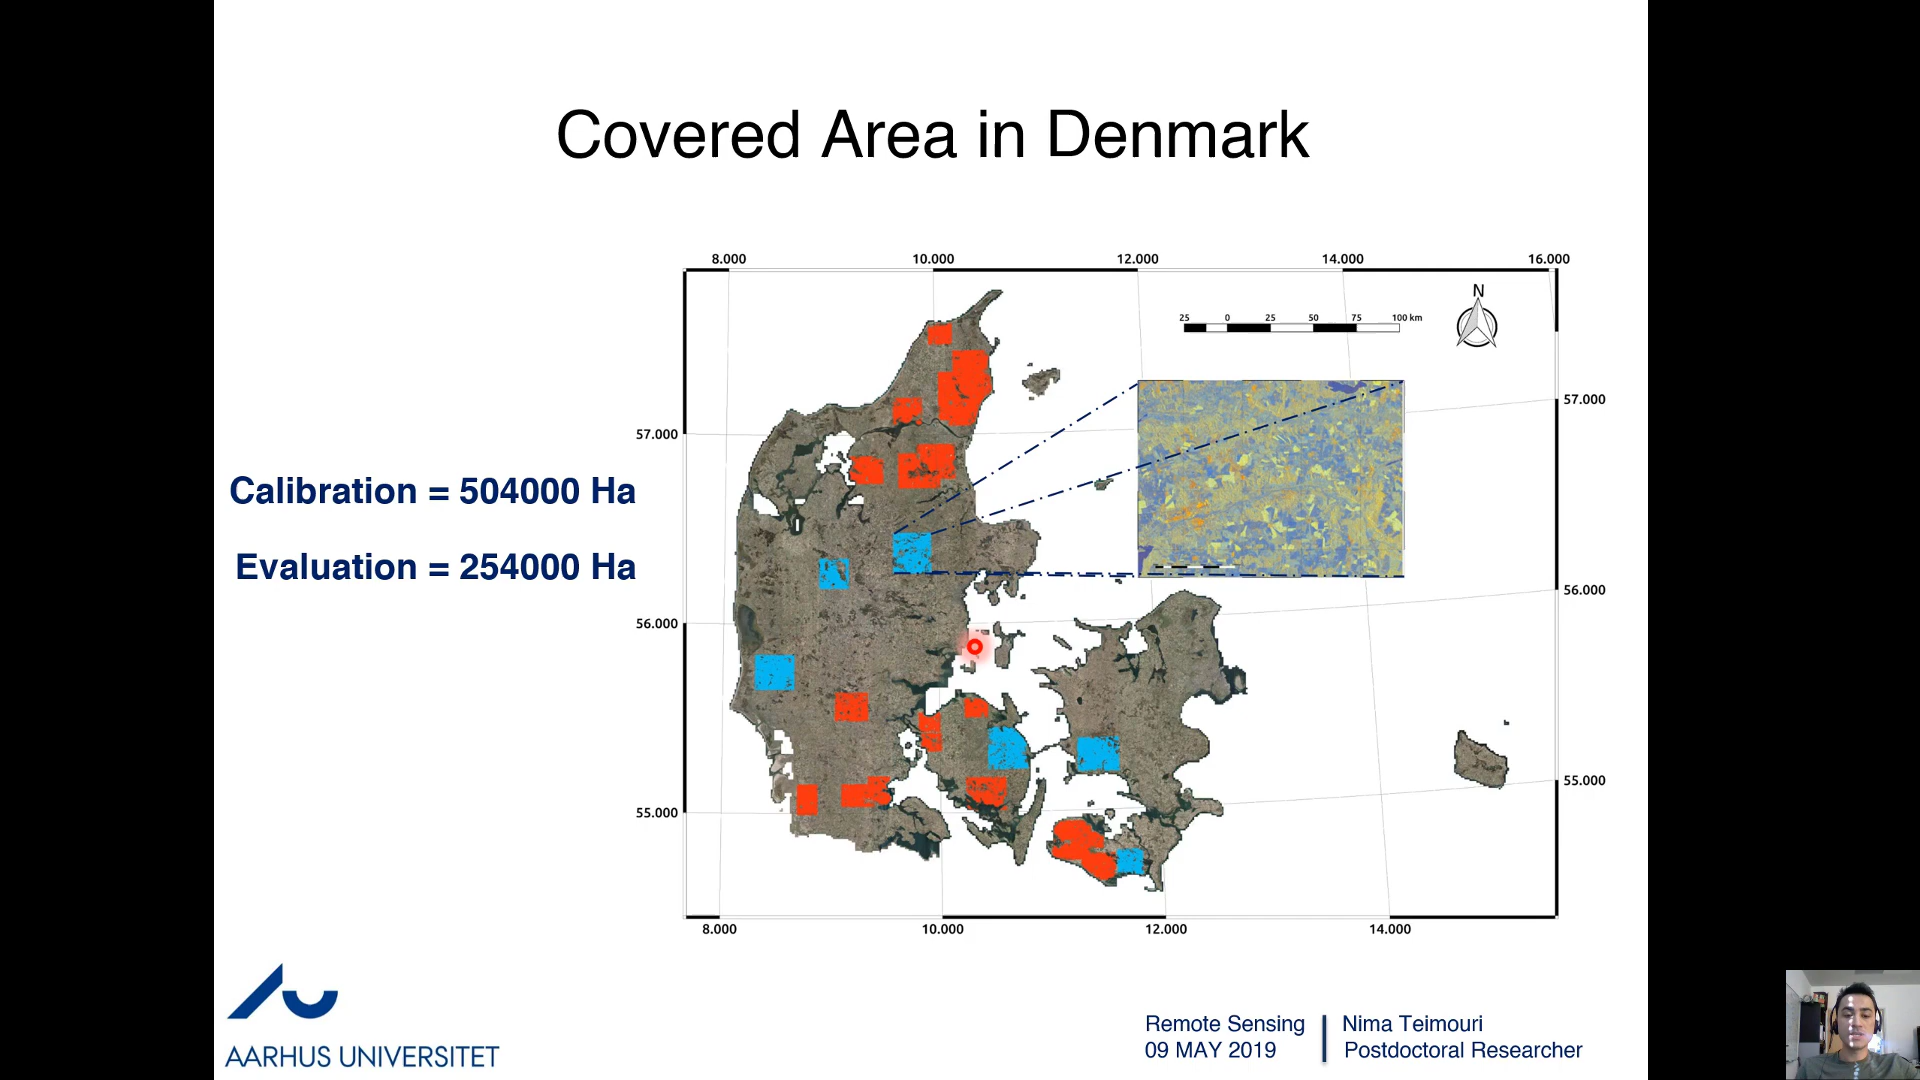 Covered Area in Denmark
8.000 10.000 12.000 14.000 16.000
N
25 0 25 50 75 100 km
57.000
57.000
Calibration = 504000 Ha
Evaluation = 254000 Ha
56.000
56.000
55.000
55.000
8.000 10.000 12.000 14.000
AARHUS UNIVERSITET
Remote Sensing
09 MAY 2019
Nima Teimouri
Postdoctoral Researcher